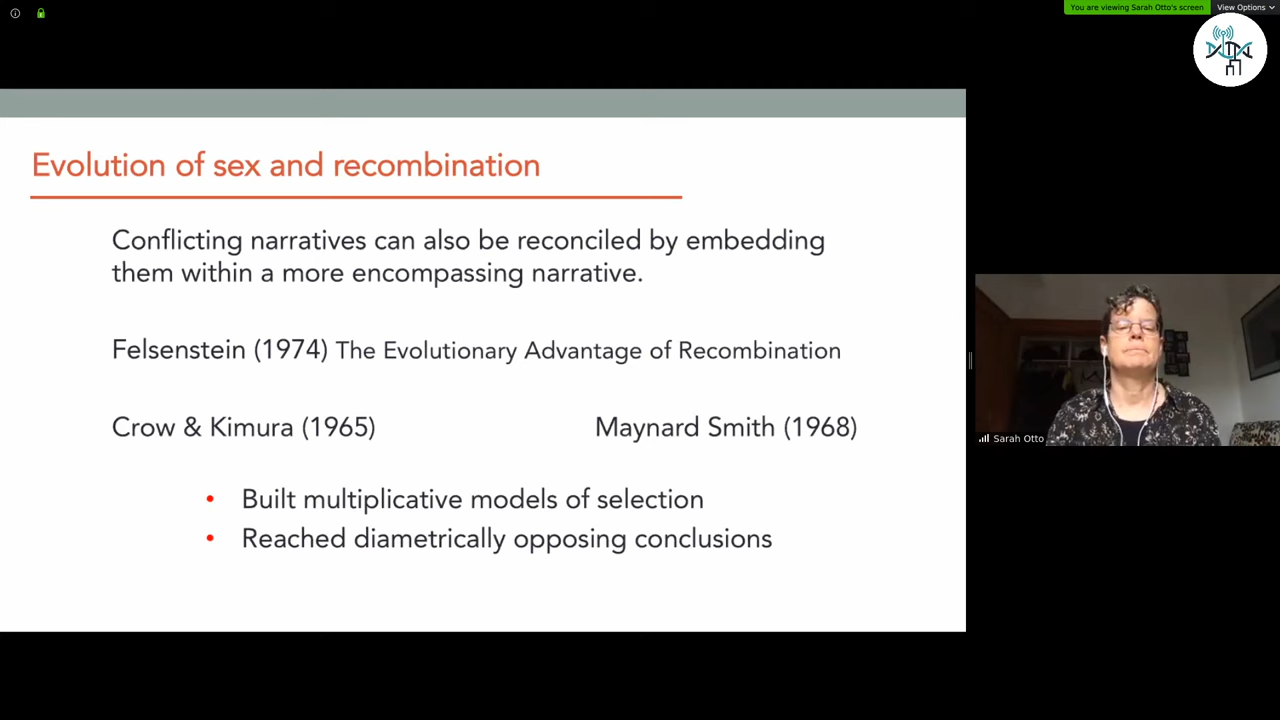 You are viewing Sarah Otto's screen
View Options
Evolution of sex and recombination
Conflicting narratives can also be reconciled by embedding
them within a more encompassing narrative.
Felsenstein (1974) The Evolutionary Advantage of Recombination
Crow & Kimura (1965)
Maynard Smith (1968)
• Built multiplicative models of selection
• Reached diametrically opposing conclusions
Sarah Otto